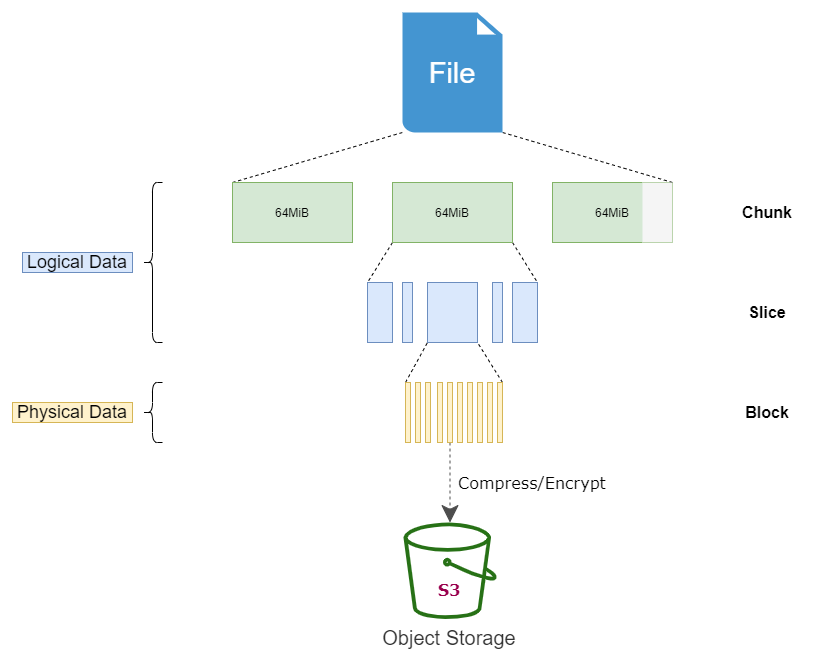 File
64MiB
64MiB
64MiB
Chunk
Logical Data
Slice
Physical Data
Block
Compress/Encrypt
S3
Object Storage